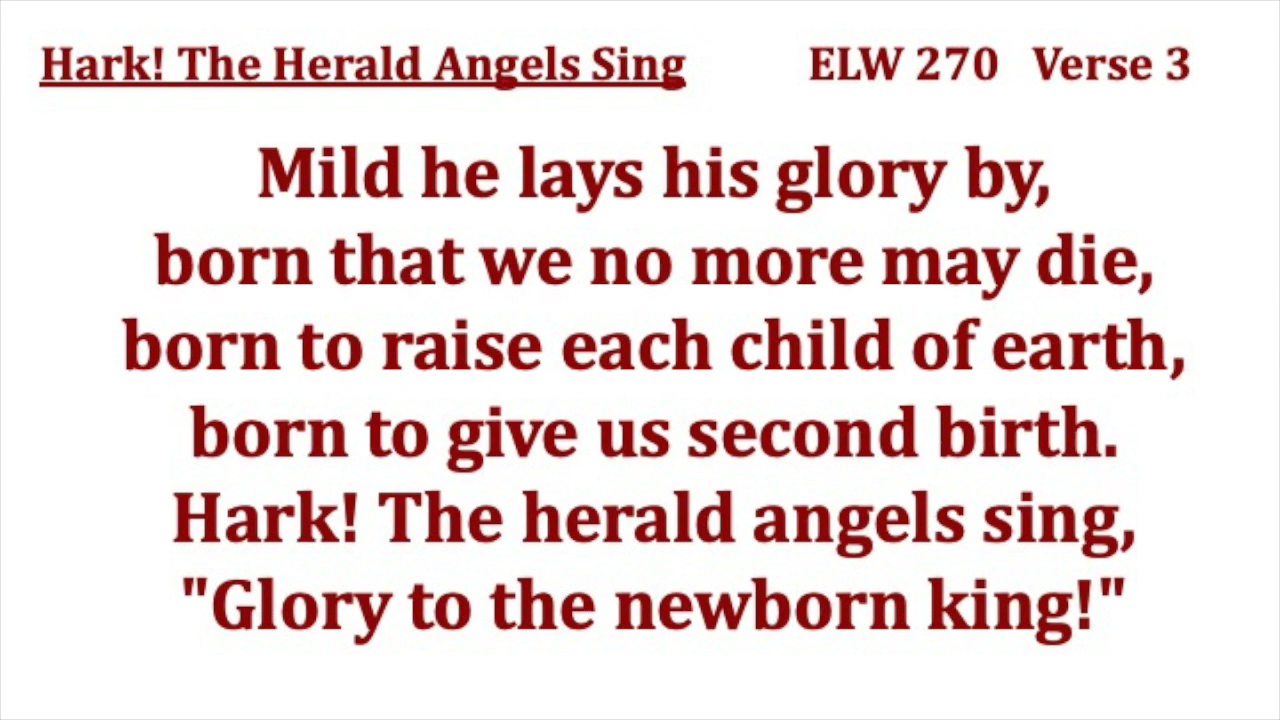 Hark! The Herald Angels Sing ELW 270 Verse 3
Mild he lays his glory by,
born that we no more may die,
born to raise each child of earth,
born to give us second birth.
Hark! The herald angels sing,
"Glory to the newborn king!"